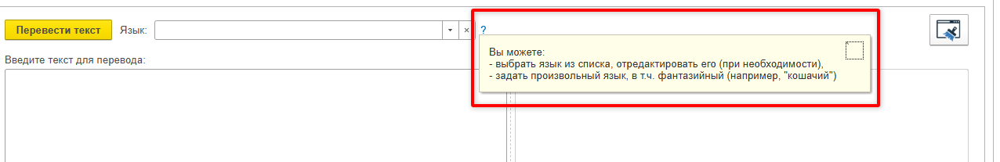 Перевести текст Язык: ?
Вы можете:
- выбрать язык из списка, отредактировать его (при необходимости),
- задать произвольный язык, в т.ч. фантазийный (например, "кошачий")
Введите текст для перевода: